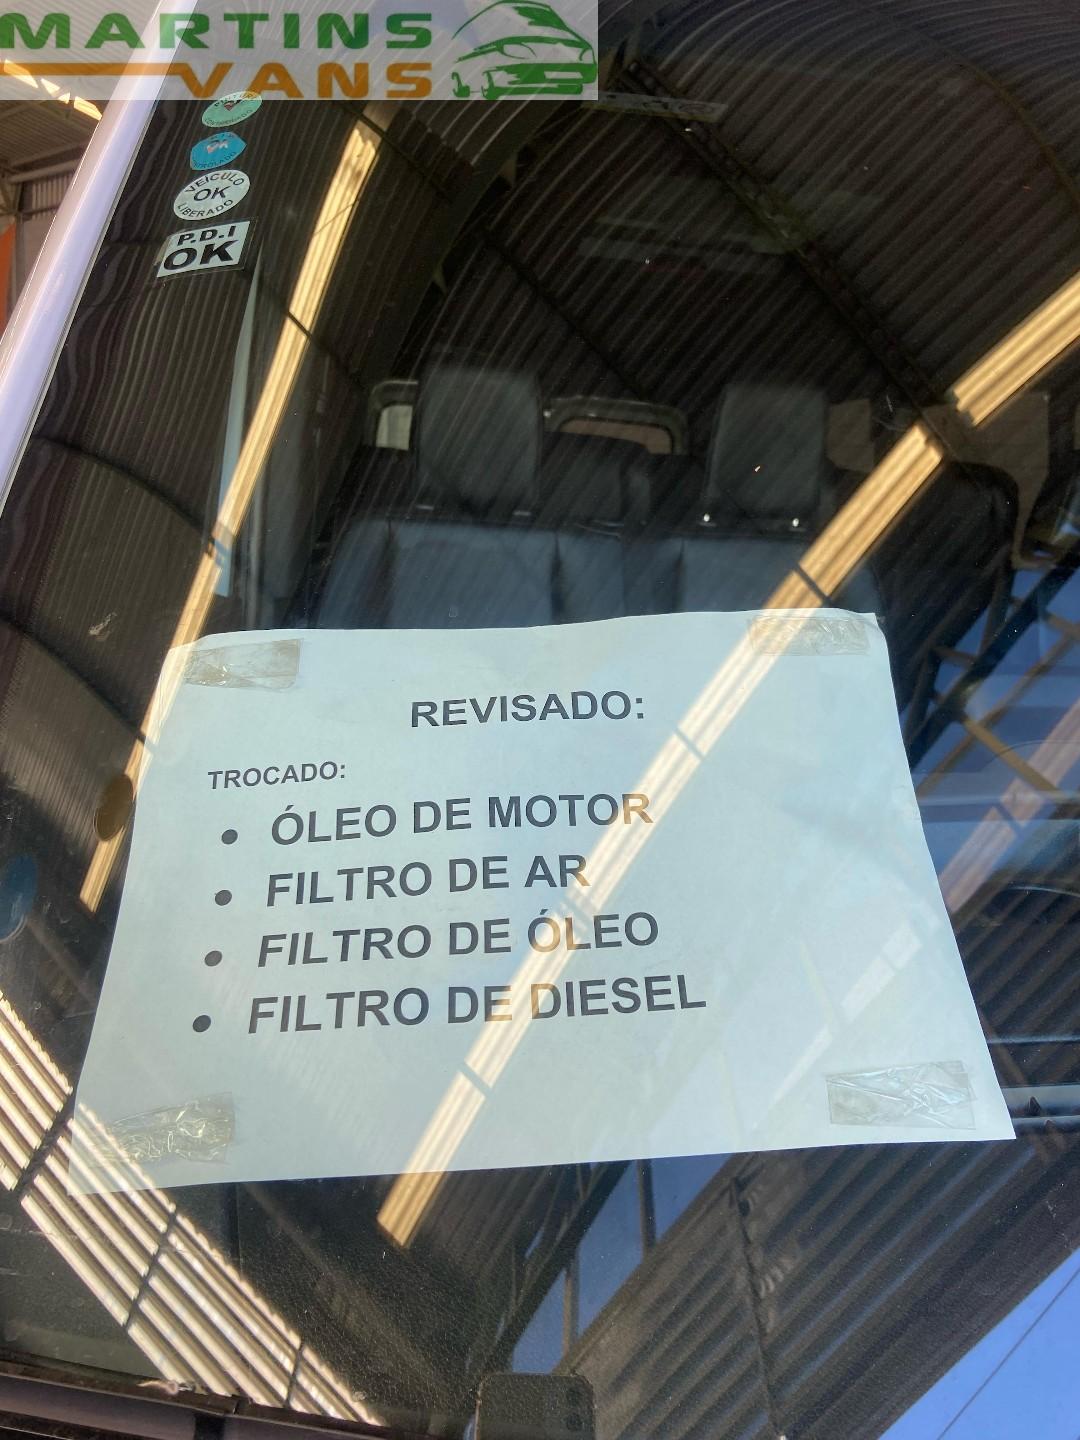 MARTINS
VANS
VEICULO
OK
LIBERADO
P.D.I
OK
REVISADO:
TROCADO:
• ÓLEO DE MOTOR
• FILTRO DE AR
• FILTRO DE ÓLEO
• FILTRO DE DIESEL